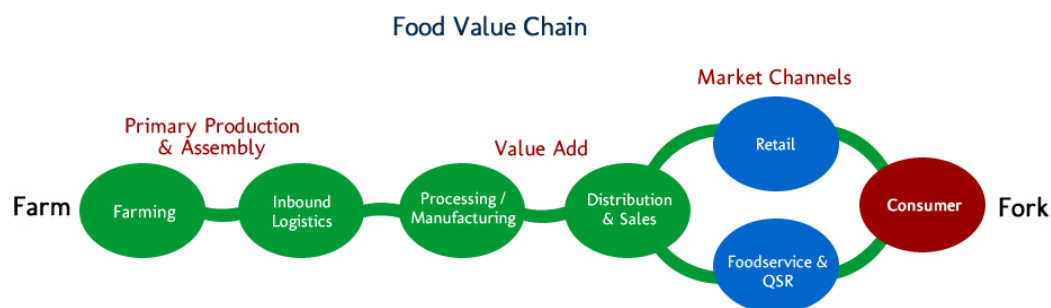 Food Value Chain
Market Channels
Primary Production
& Assembly
Value Add
Retail
Farm
Farming
Inbound
Logistics
Processing /
Manufacturing
Distribution
& Sales
Consumer
Fork
Foodservice &
QSR